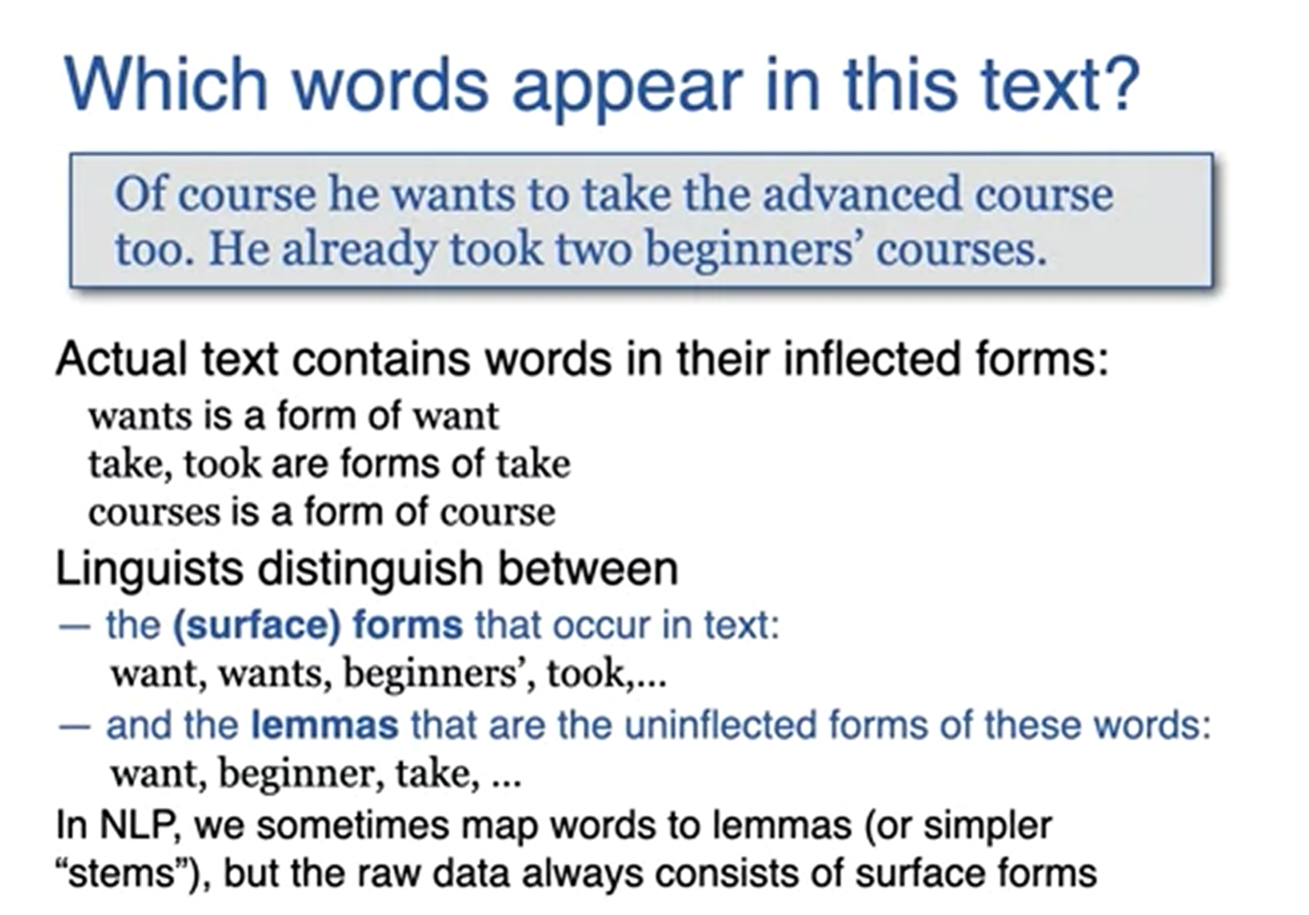 Which words appear in this text?
Of course he wants to take the advanced course
too. He already took two beginners’ courses.
Actual text contains words in their inflected forms:
wants is a form of want
take, took are forms of take
courses is a form of course
Linguists distinguish between
— the (surface) forms that occur in text:
want, wants, beginners’, took,...
— and the lemmas that are the uninflected forms of these words:
want, beginner, take, ...
In NLP, we sometimes map words to lemmas (or simpler
“stems”), but the raw data always consists of surface forms